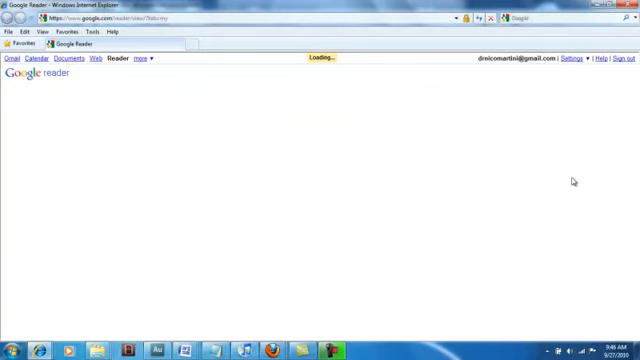 Google Reader - Windows Internet Explorer
https://www.google.com/reader/view/?tab=my
Google
File Edit View Favorites Tools Help
Favorites Google Reader
Gmail Calendar Documents Web Reader more ▼ Loading... drnicomartini@gmail.com | Settings ▼ | Help | Sign out
Google reader
Au
9:46 AM
9/27/2010